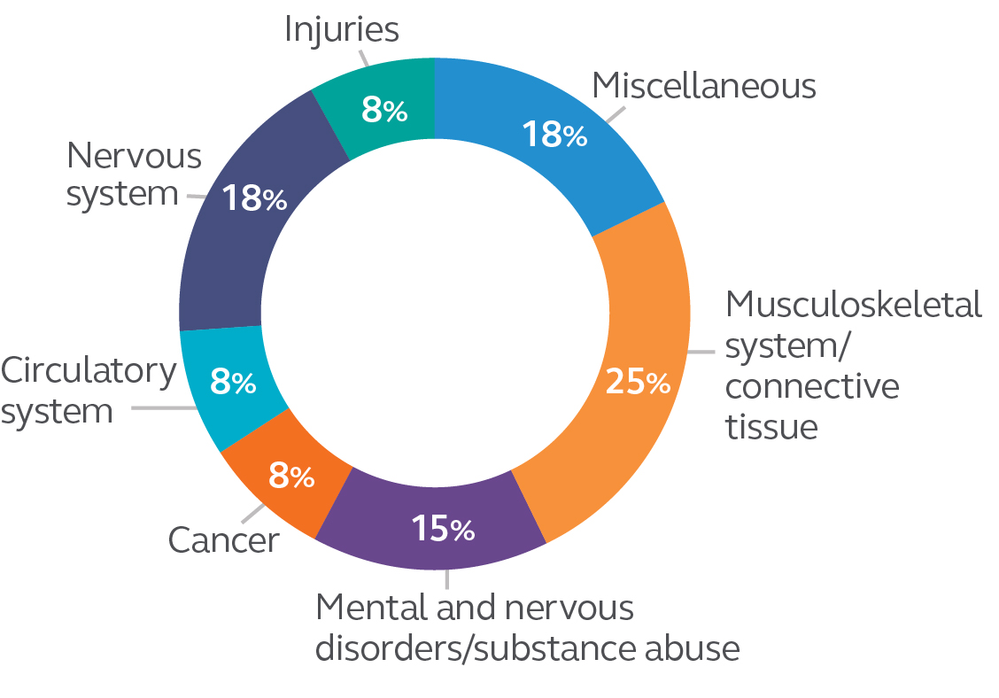 Injuries
8%
Miscellaneous
18%
Nervous
system
18%
Musculoskeletal
system/
connective
tissue
25%
Circulatory
system
8%
8%
Cancer
15%
Mental and nervous
disorders/substance abuse